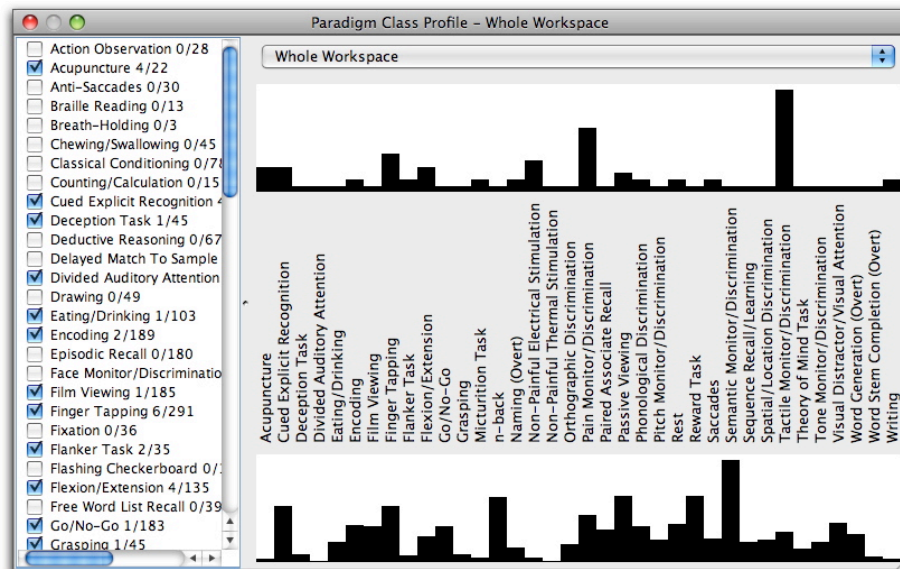 Paradigm Class Profile - Whole Workspace
Action Observation 0/28
Acupuncture 4/22
Anti-Saccades 0/30
Braille Reading 0/13
Breath-Holding 0/3
Chewing/Swallowing 0/45
Classical Conditioning 0/78
Counting/Calculation 0/15
Cued Explicit Recognition 4
Deception Task 1/45
Deductive Reasoning 0/67
Delayed Match To Sample
Divided Auditory Attention
Drawing 0/49
Eating/Drinking 1/103
Encoding 2/189
Episodic Recall 0/180
Face Monitor/Discriminatio
Film Viewing 1/185
Finger Tapping 6/291
Fixation 0/36
Flanker Task 2/35
Flashing Checkerboard 0/
Flexion/Extension 4/135
Free Word List Recall 0/39
Go/No-Go 1/183
Grasping 1/45
Whole Workspace
Acupuncture
Cued Explicit Recognition
Deception Task
Divided Auditory Attention
Eating/Drinking
Encoding
Film Viewing
Finger Tapping
Flanker Task
Flexion/Extension
Go/No-Go
Grasping
Micturition Task
n-back
Naming (Overt)
Non-Painful Electrical Stimulation
Non-Painful Thermal Stimulation
Orthographic Discrimination
Pain Monitor/Discrimination
Paired Associate Recall
Passive Viewing
Phonological Discrimination
Pitch Monitor/Discrimination
Rest
Reward Task
Saccades
Semantic Monitor/Discrimination
Sequence Recall/Learning
Spatial/Location Discrimination
Tactile Monitor/Discrimination
Theory of Mind Task
Tone Monitor/Discrimination
Visual Distractor/Visual Attention
Word Generation (Overt)
Word Stem Completion (Overt)
Writing